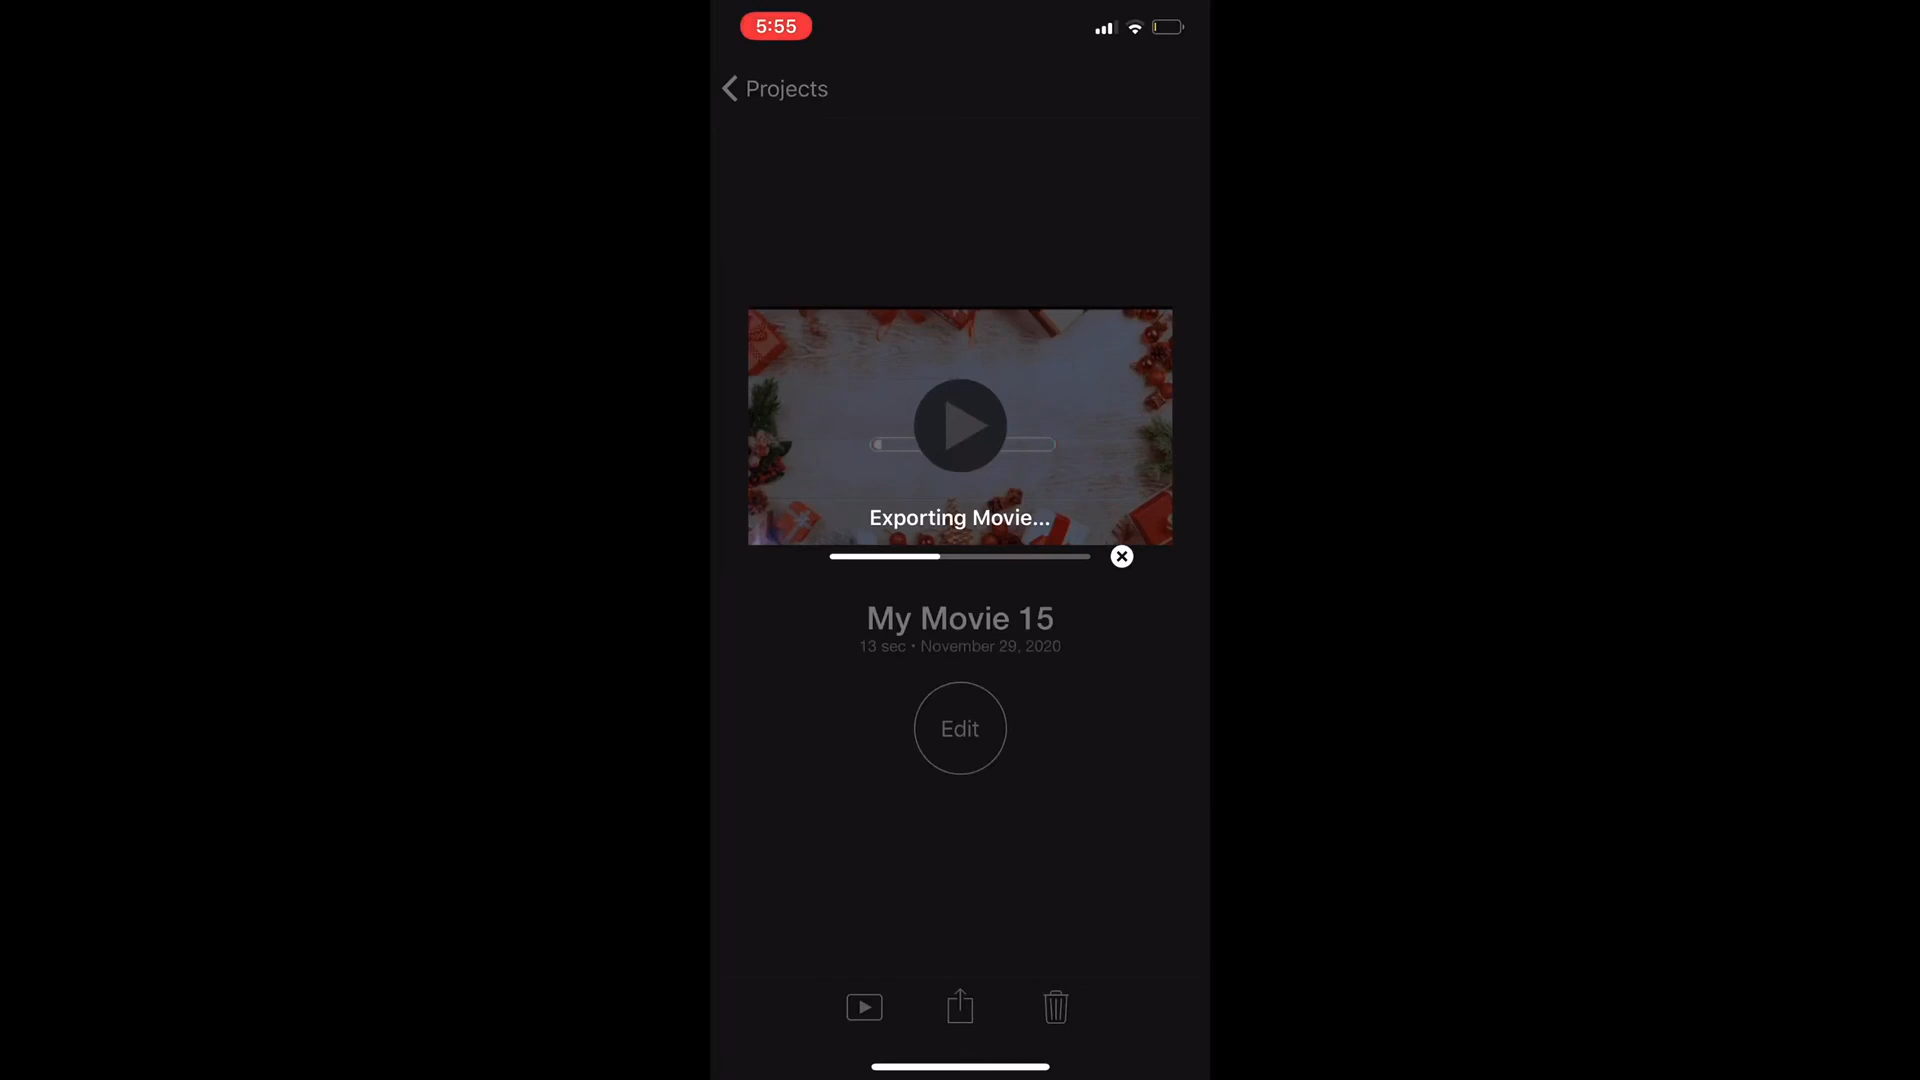 5:55
Projects
Exporting Movie...
My Movie 15
13 sec • November 29, 2020
Edit